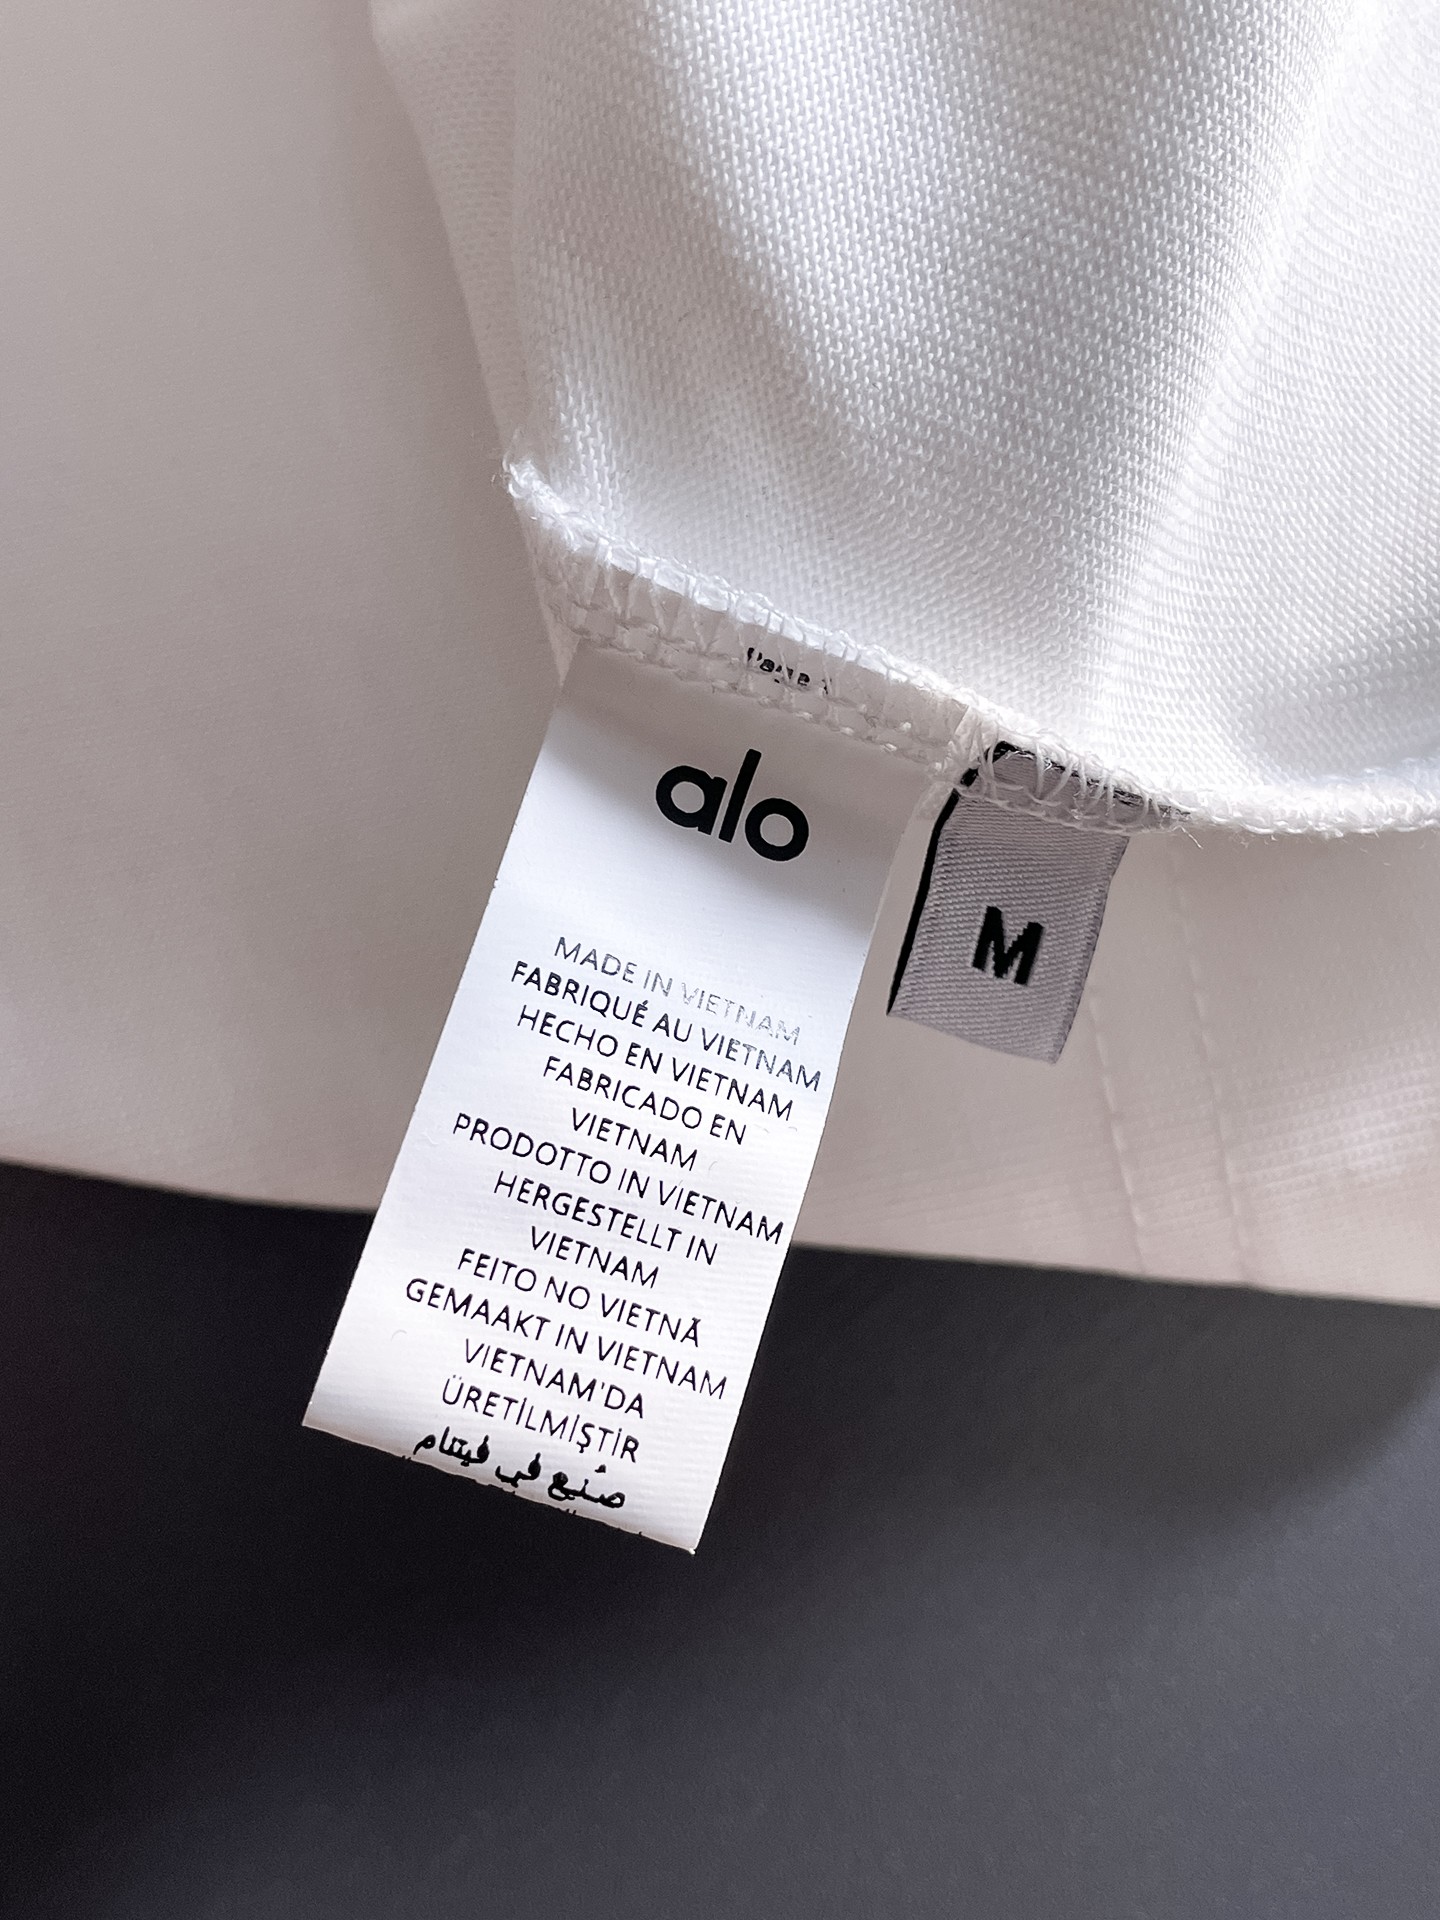 Page
alo
M
MADE IN VIETNAM
FABRIQUÉ AU VIETNAM
HECHO EN VIETNAM
FABRICADO EN
VIETNAM
PRODOTTO IN VIETNAM
HERGESTELLT IN
VIETNAM
FEITO NO VIETNÃ
GEMAAKT IN VIETNAM
VIETNAM'DA
ÜRETİLMİŞTİR
صُنع في فيتنام